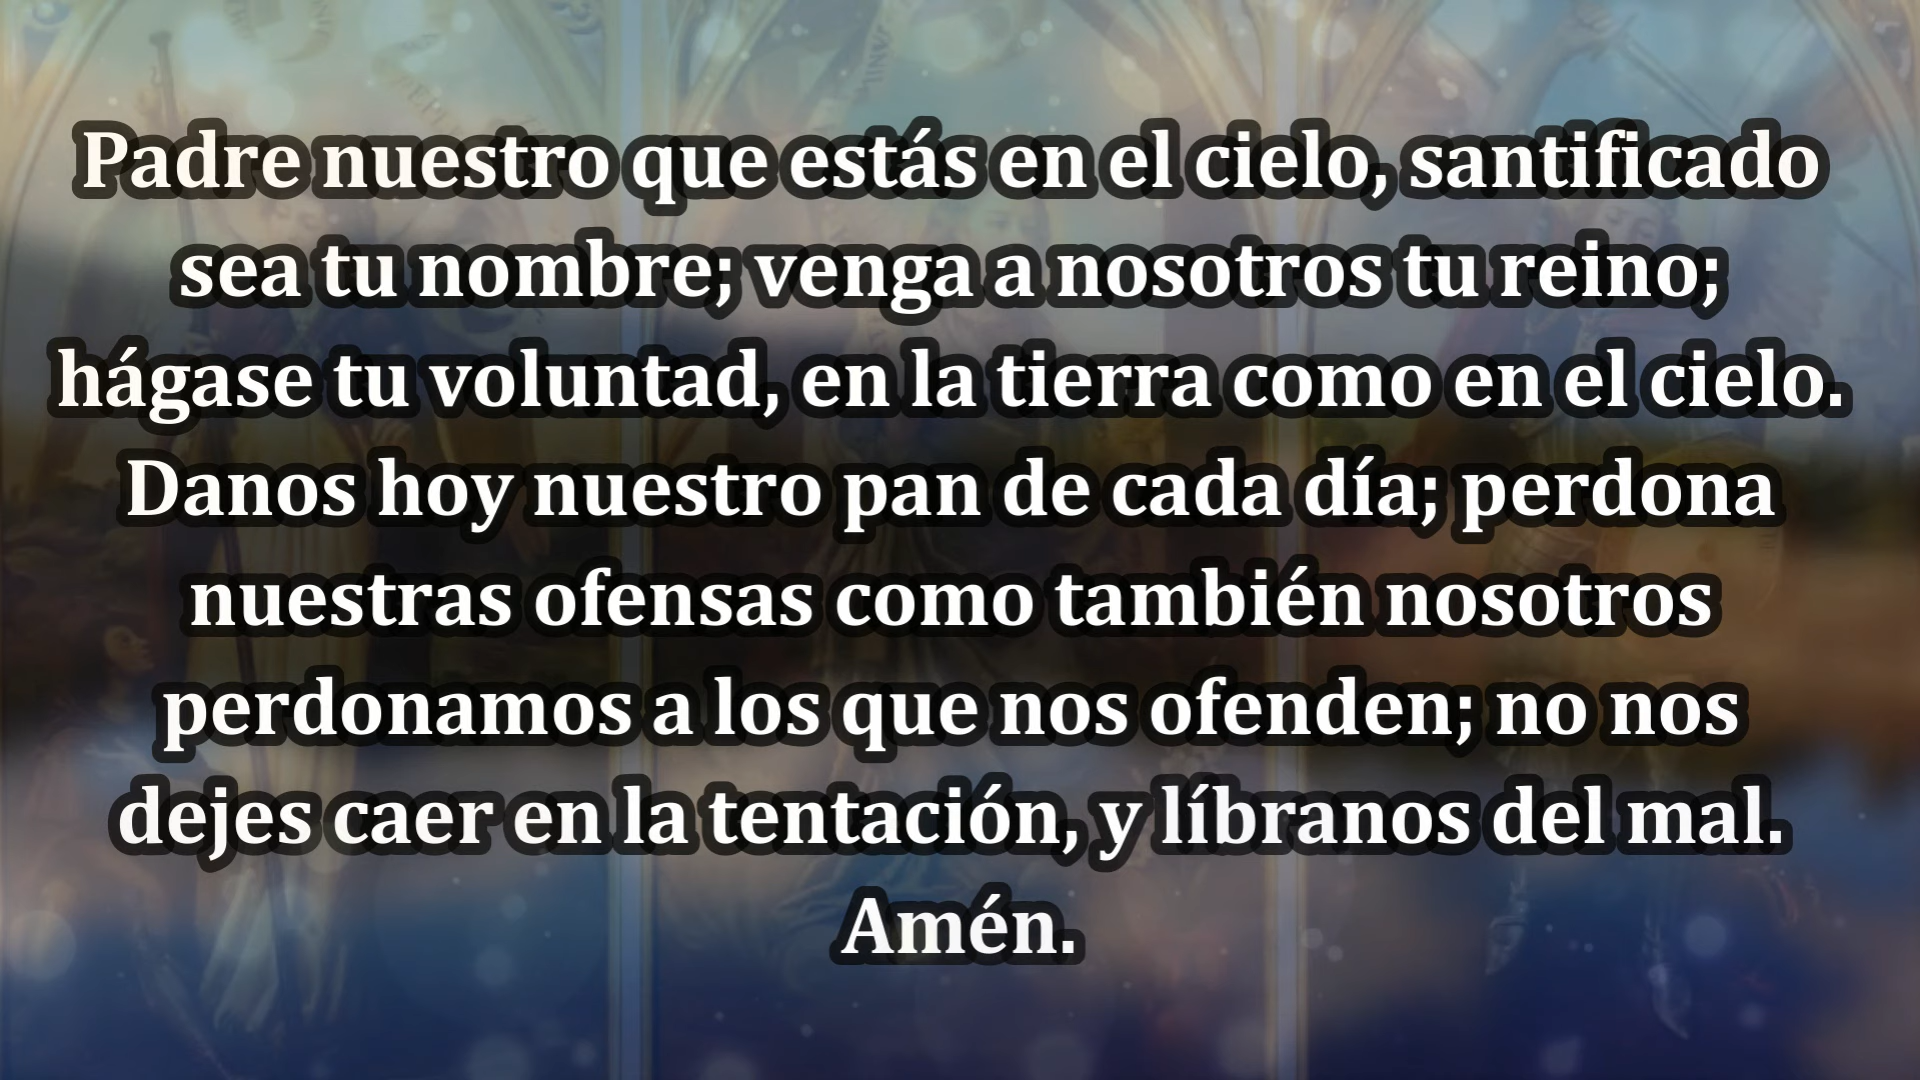 Padre nuestro que estás en el cielo, santificado
sea tu nombre; venga a nosotros tu reino;
hágase tu voluntad, en la tierra como en el cielo.
Danos hoy nuestro pan de cada día; perdona
nuestras ofensas como también nosotros
perdonamos a los que nos ofenden; no nos
dejes caer en la tentación, y líbranos del mal.
Amén.